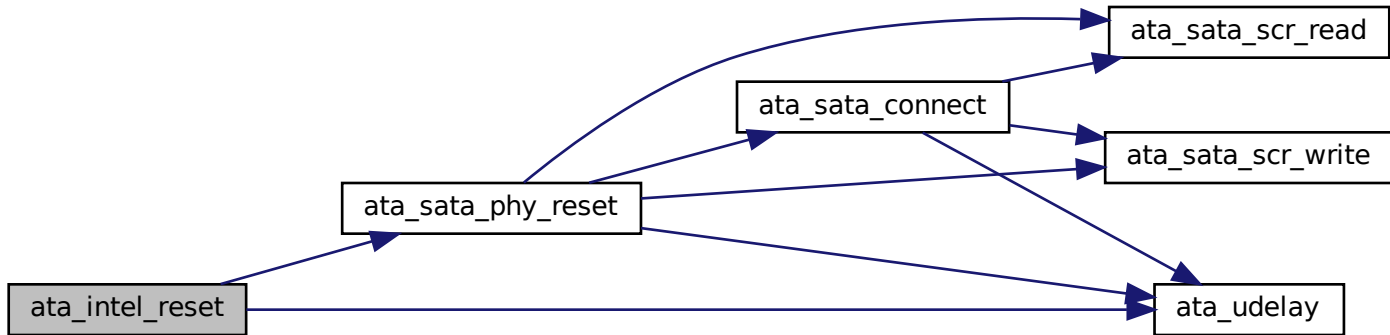 ata_sata_scr_read
ata_sata_connect
ata_sata_scr_write
ata_sata_phy_reset
ata_intel_reset
ata_udelay